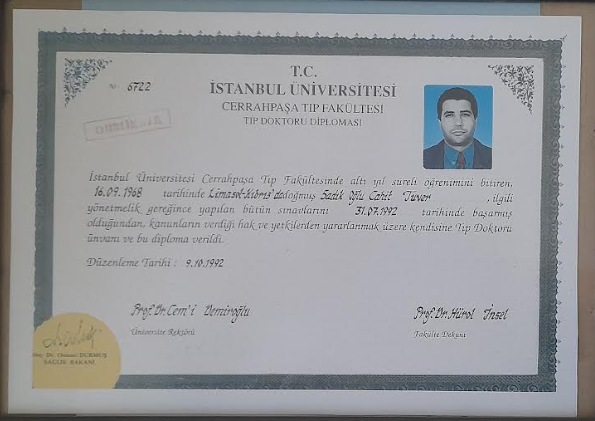 T.C.
No: 6722
İSTANBUL ÜNİVERSİTESİ
CERRAHPAŞA TIP FAKÜLTESİ
TIP DOKTORU DİPLOMASI
İstanbul Üniversitesi Cerrahpaşa Tıp Fakültesinde altı yıl süreli öğrenimini bitiren,
16.09.1968 tarihinde Limasol-Kıbrıs'da doğmuş Sadık Oğlu Cahit , ilgili
yönetmelik gereğince yapılan bütün sınavlarını 31.07.1992 tarihinde başarmış
olduğundan, kanunların verdiği hak ve yetkilerden yararlanmak üzere kendisine Tıp Doktoru
ünvanı ve bu diploma verildi.
Düzenleme Tarihi : 9.10.1992
Prof.Dr.Cem'i Demiroğlu
Prof.Dr.
Üniversite Rektörü
Fakülte Dekanı
Doç. Dr. Osman DURMUŞ
SAĞLIK BAKANI